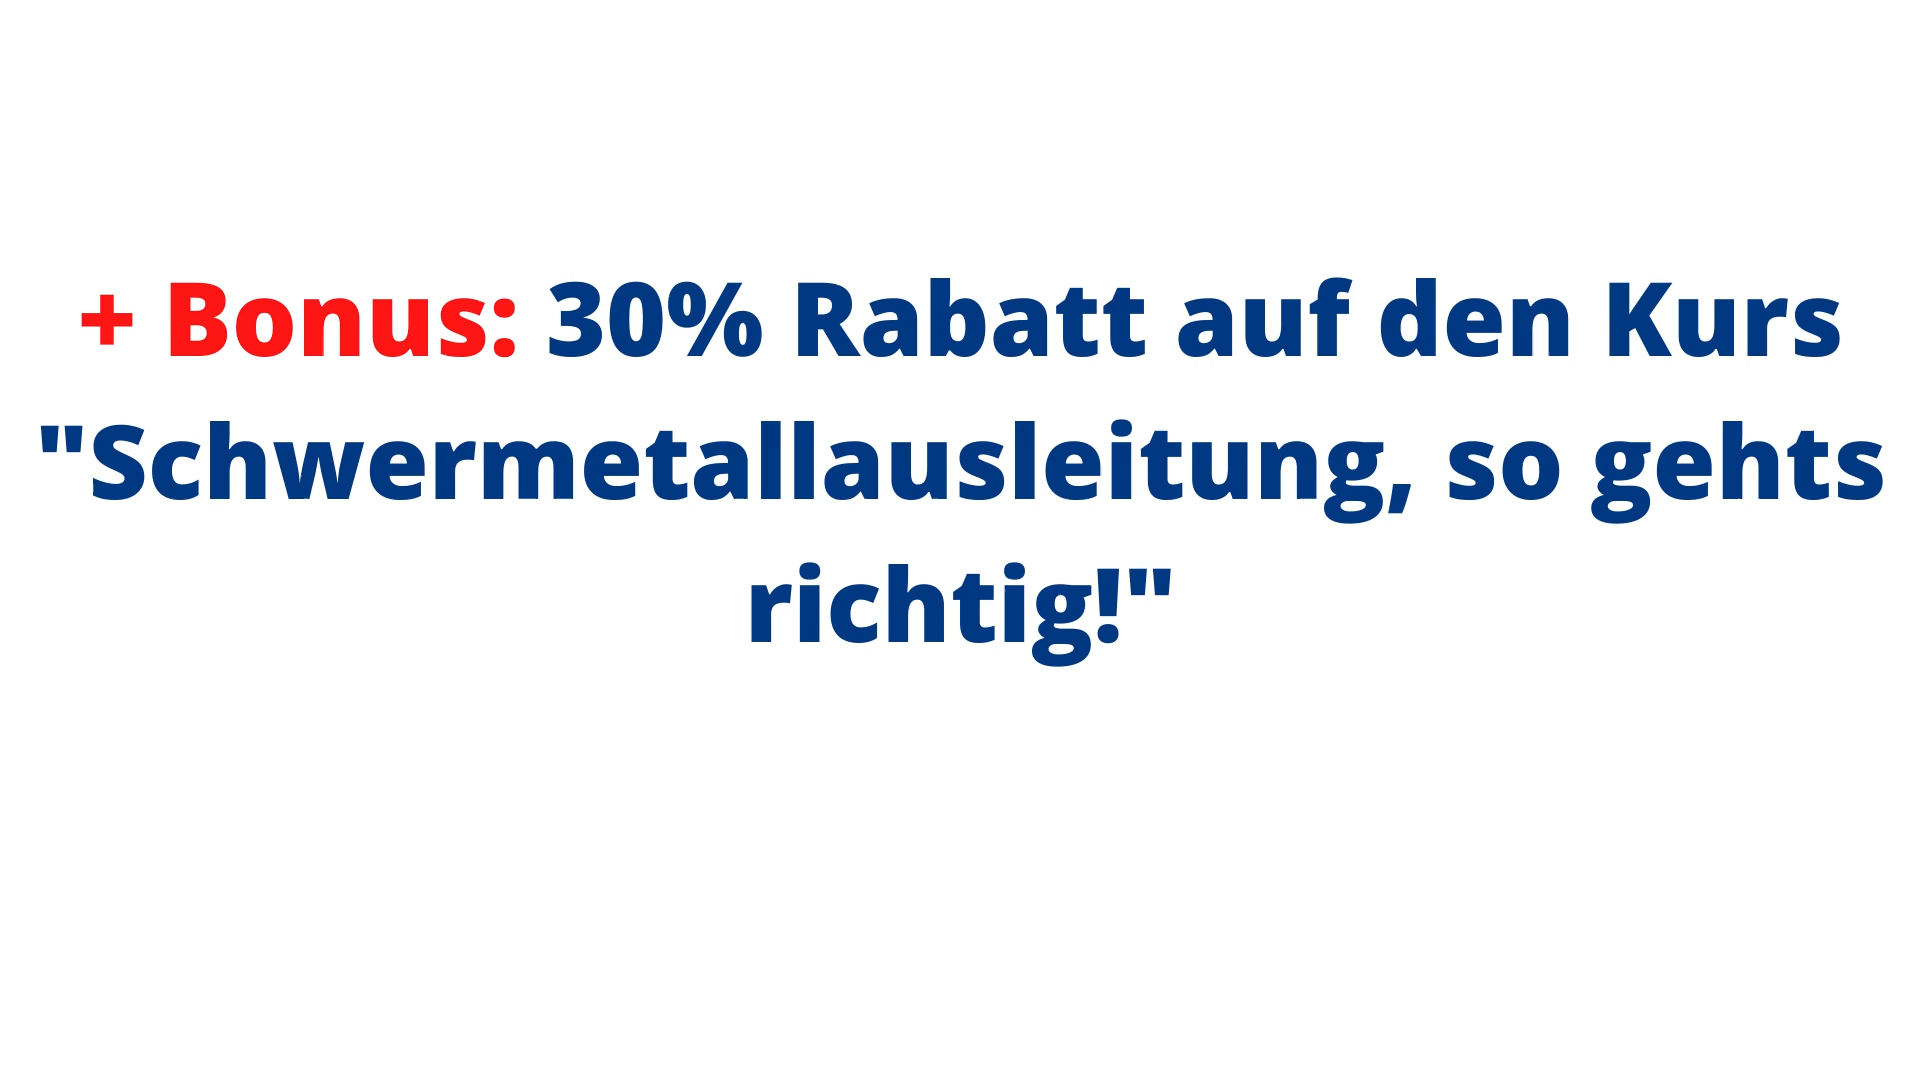 + Bonus: 30% Rabatt auf den Kurs
"Schwermetallausleitung, so gehts
richtig!"